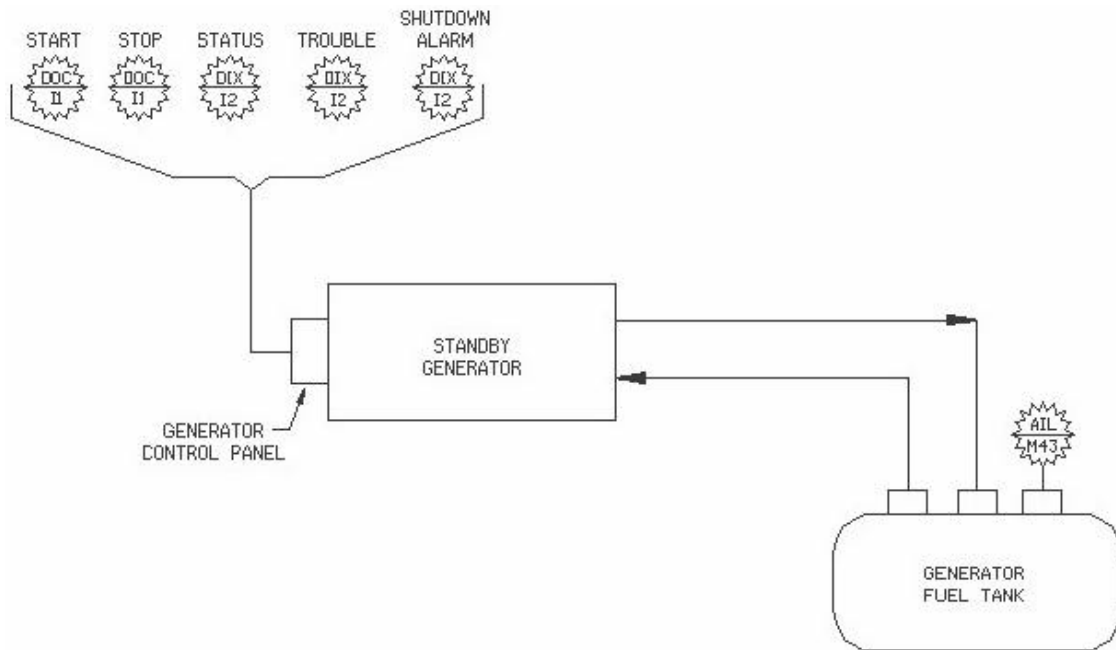 START STOP STATUS TROUBLE SHUTDOWN
ALARM
DOC DOC DIX DIX DIX
I1 I1 I2 I2 I2
STANDBY
GENERATOR
GENERATOR
CONTROL PANEL
AIL
M43
GENERATOR
FUEL TANK